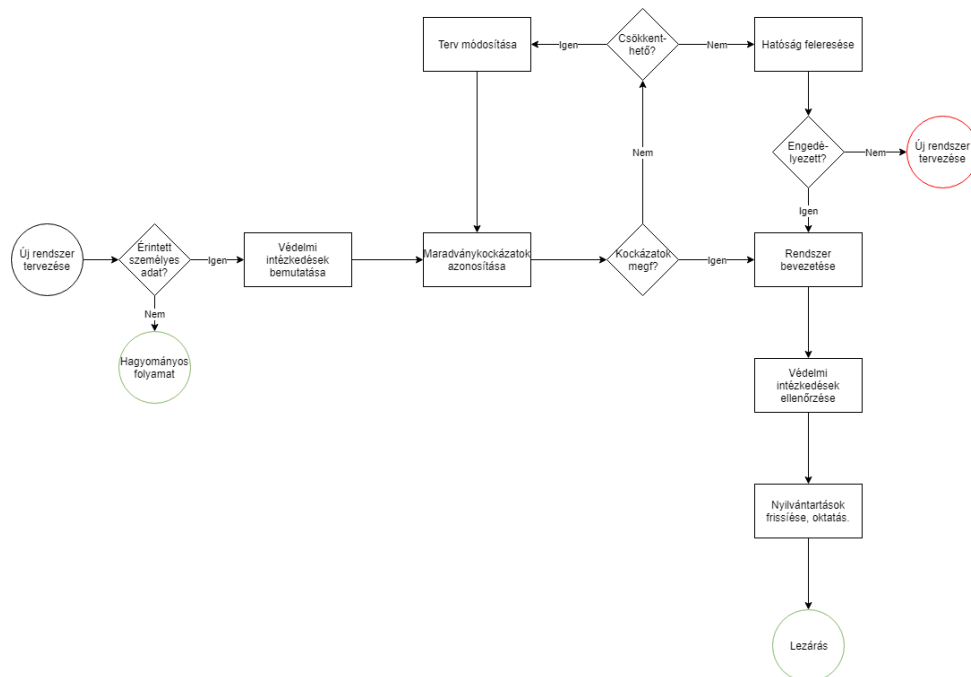 Terv módosítása
Igen
Csökkent-
hető?
Nem
Hatóság feleresése
Engedé-
lyezett?
Nem
Új rendszer
tervezése
Nem
Igen
Új rendszer
tervezése
Érintett
személyes
adat?
Igen
Védelmi
intézkedések
bemutatása
Maradványkockázatok
azonosítása
Kockázatok
megf?
Igen
Rendszer
bevezetése
Nem
Hagyományos
folyamat
Védelmi
intézkedések
ellenőrzése
Nyilvántartások
frissíése, oktatás.
Lezárás